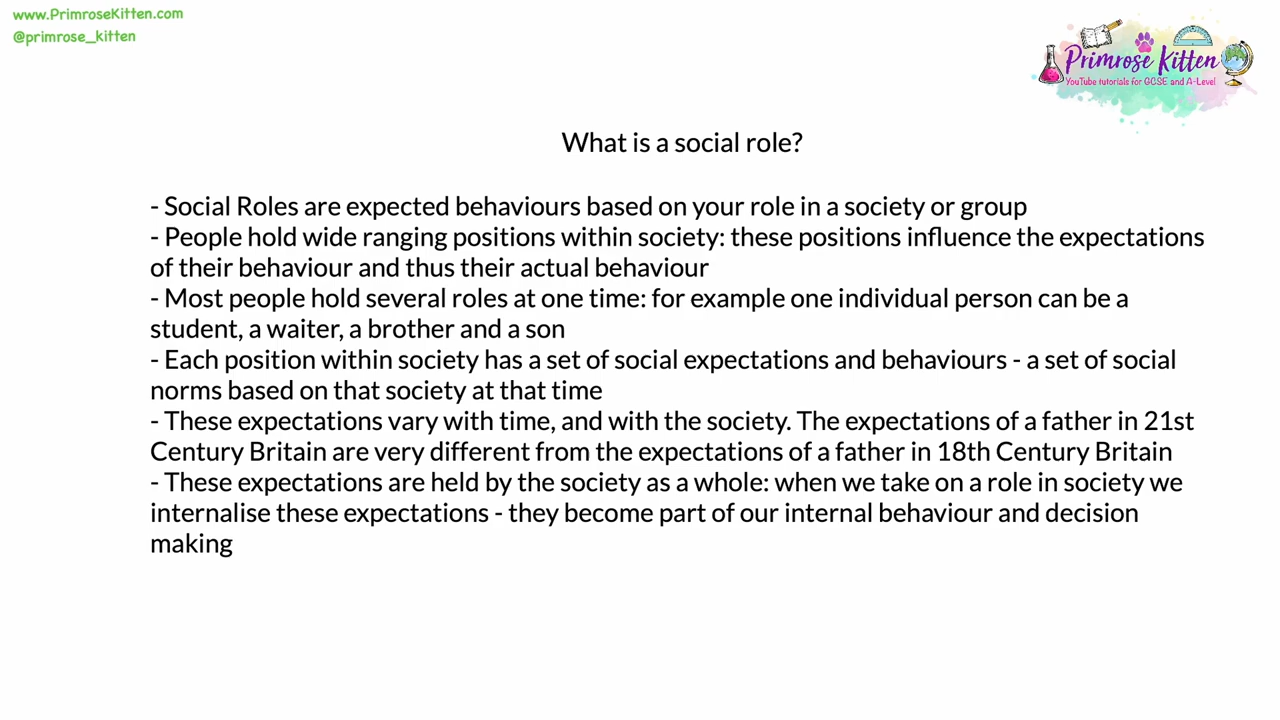 www.PrimroseKitten.com
@primrose_kitten
Primrose Kitten
YouTube tutorials for GCSE and A-Level
What is a social role?
- Social Roles are expected behaviours based on your role in a society or group
- People hold wide ranging positions within society: these positions influence the expectations
of their behaviour and thus their actual behaviour
- Most people hold several roles at one time: for example one individual person can be a
student, a waiter, a brother and a son
- Each position within society has a set of social expectations and behaviours - a set of social
norms based on that society at that time
- These expectations vary with time, and with the society. The expectations of a father in 21st
Century Britain are very different from the expectations of a father in 18th Century Britain
- These expectations are held by the society as a whole: when we take on a role in society we
internalise these expectations - they become part of our internal behaviour and decision
making